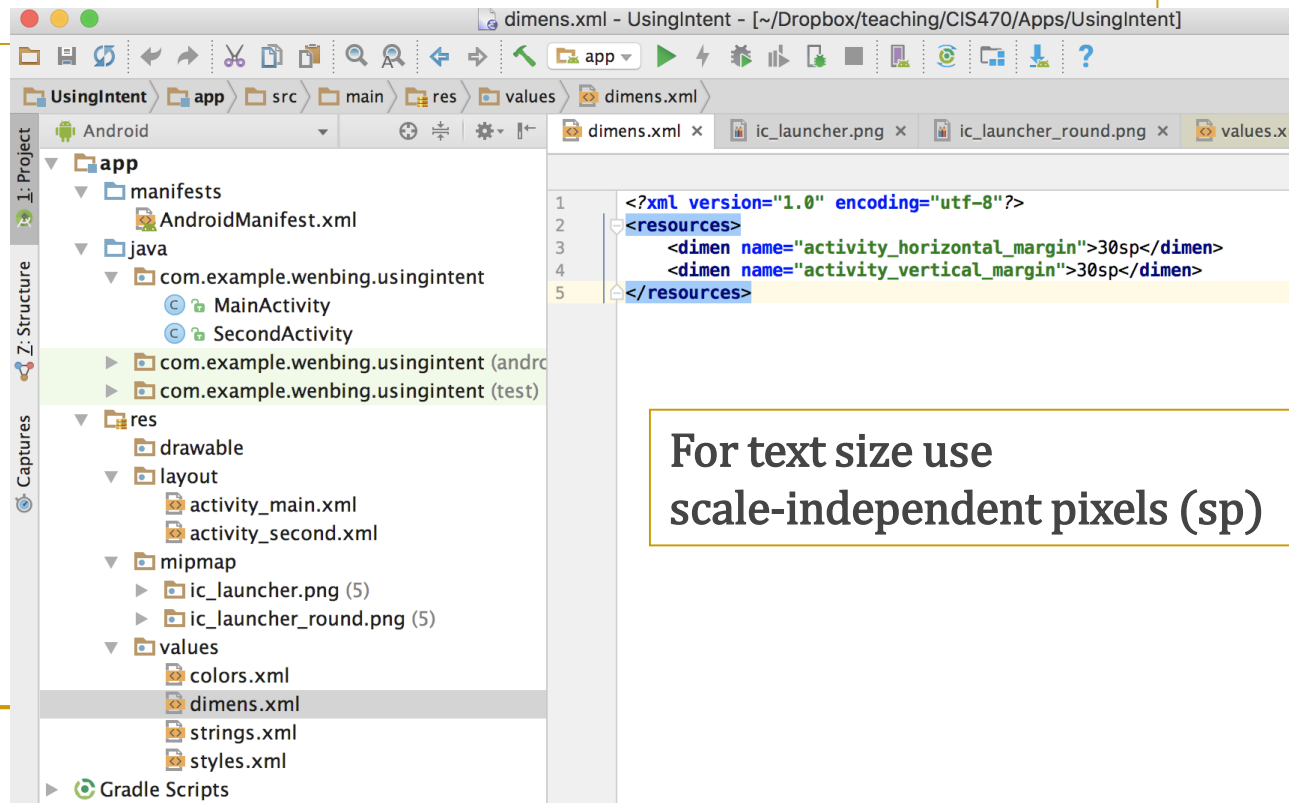 dimens.xml - UsingIntent - [~/Dropbox/teaching/CIS470/Apps/UsingIntent]
app
UsingIntent app src main res values dimens.xml
1: Project
Z: Structure
Captures
Android
app
manifests
AndroidManifest.xml
java
com.example.wenbing.usingintent
MainActivity
SecondActivity
com.example.wenbing.usingintent (andro
com.example.wenbing.usingintent (test)
res
drawable
layout
activity_main.xml
activity_second.xml
mipmap
ic_launcher.png (5)
ic_launcher_round.png (5)
values
colors.xml
dimens.xml
strings.xml
styles.xml
Gradle Scripts
dimens.xml ic_launcher.png ic_launcher_round.png values.x
1 <?xml version="1.0" encoding="utf-8"?>
2 <resources>
3 <dimen name="activity_horizontal_margin">30sp</dimen>
4 <dimen name="activity_vertical_margin">30sp</dimen>
5 </resources>
For text size use
scale-independent pixels (sp)